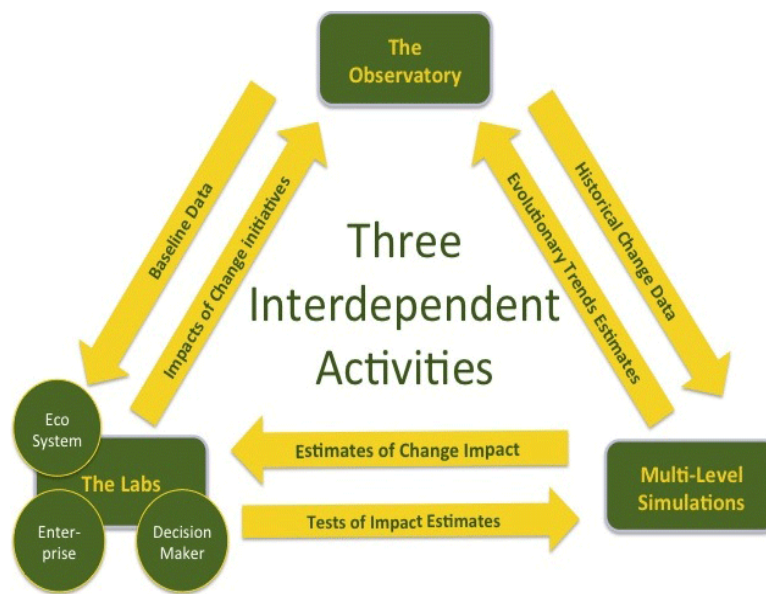 The
Observatory
Baseline Data
Impacts of Change initiatives
Evolutionary Trends Estimates
Historical Change Data
Three
Interdependent
Activities
Eco
System
The Labs
Enter-
prise
Decision
Maker
Estimates of Change Impact
Tests of Impact Estimates
Multi-Level
Simulations